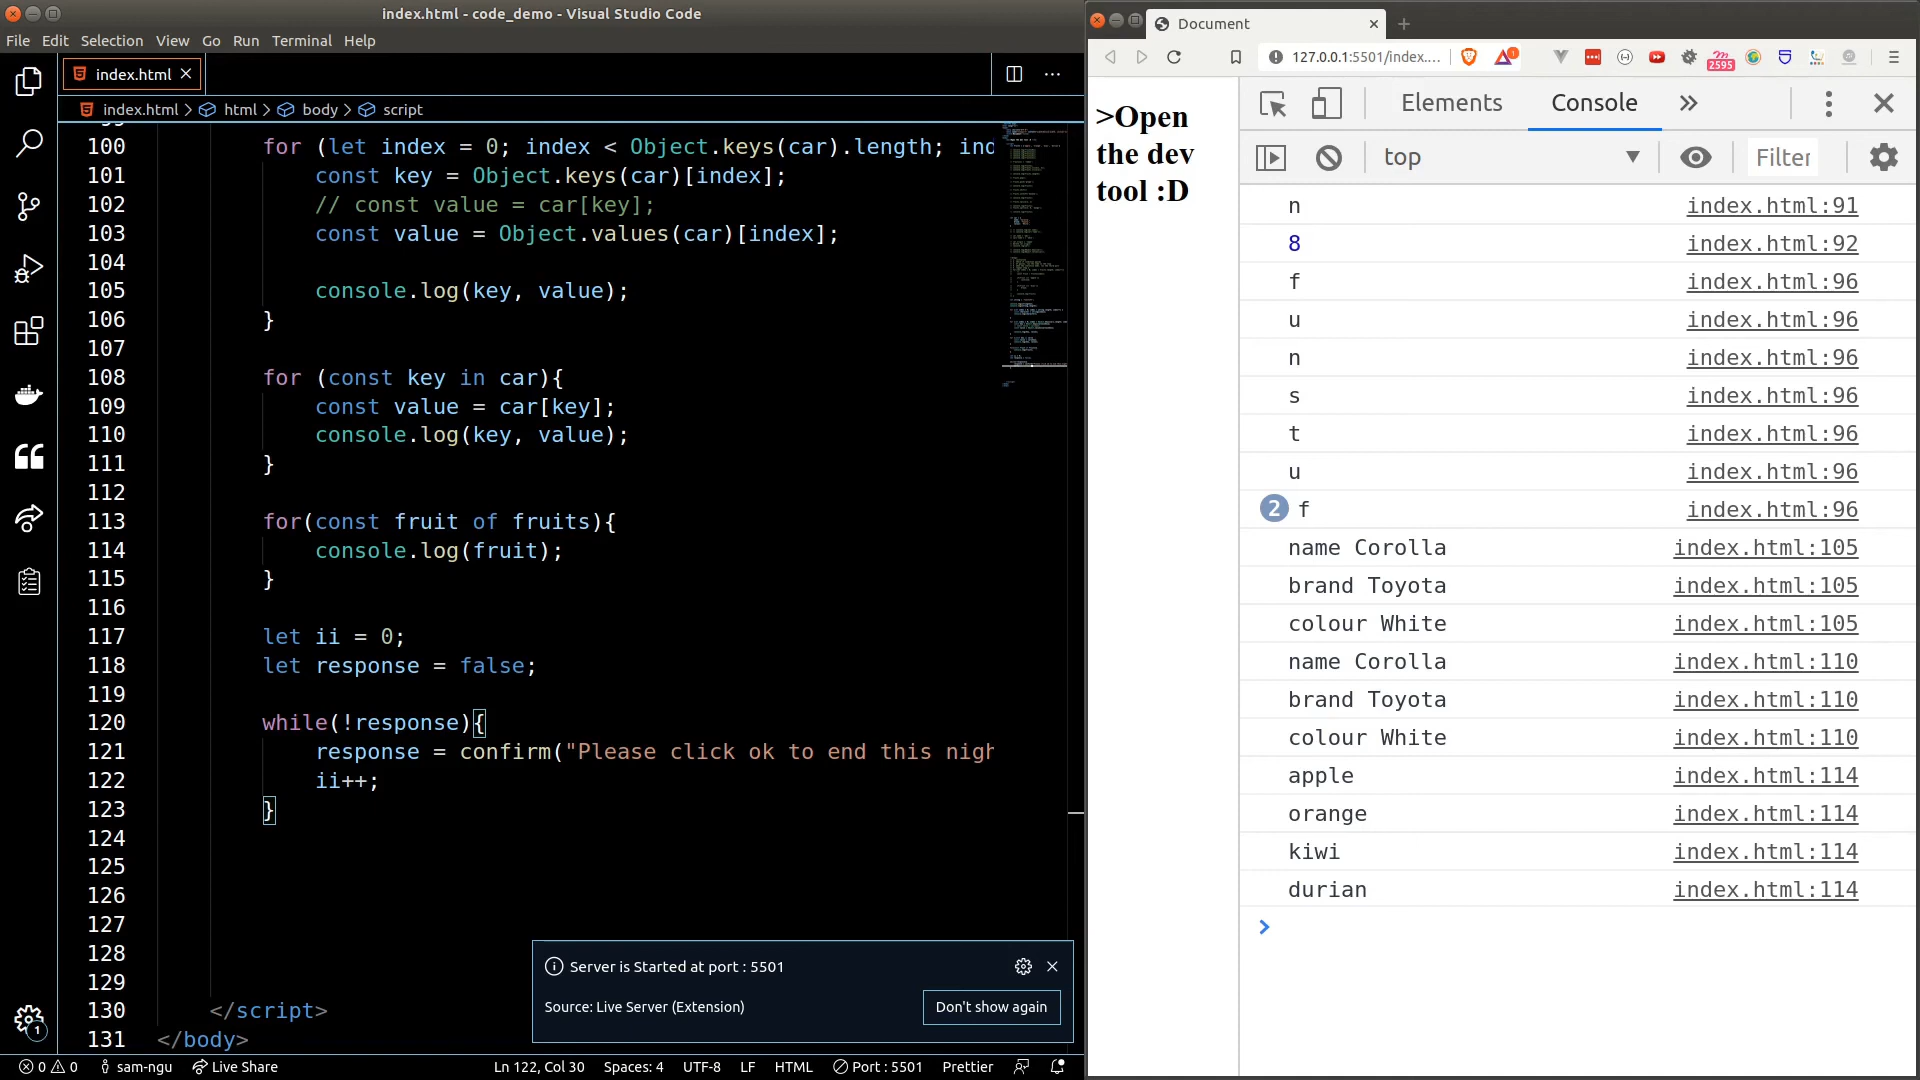 index.html - code_demo - Visual Studio Code
File Edit Selection View Go Run Terminal Help
index.html
index.html > html > body > script
100 for (let index = 0; index < Object.keys(car).length; ind
101 const key = Object.keys(car)[index];
102 // const value = car[key];
103 const value = Object.values(car)[index];
104
105 console.log(key, value);
106 }
107
108 for (const key in car){
109 const value = car[key];
110 console.log(key, value);
111 }
112
113 for(const fruit of fruits){
114 console.log(fruit);
115 }
116
117 let ii = 0;
118 let response = false;
119
120 while(!response){
121 response = confirm("Please click ok to end this nigh
122 ii++;
123 }
124
125
126
127
128
129
130 </script>
131 </body>
Server is Started at port : 5501
Source: Live Server (Extension)
Don't show again
1
0 0 sam-ngu Live Share Ln 122, Col 30 Spaces: 4 UTF-8 LF HTML Port : 5501 Prettier
Document
127.0.0.1:5501/index....
1
2595
>Open
the dev
tool :D
Elements Console
top Filter
n index.html:91
8 index.html:92
f index.html:96
u index.html:96
n index.html:96
s index.html:96
t index.html:96
u index.html:96
2 f index.html:96
name Corolla index.html:105
brand Toyota index.html:105
colour White index.html:105
name Corolla index.html:110
brand Toyota index.html:110
colour White index.html:110
apple index.html:114
orange index.html:114
kiwi index.html:114
durian index.html:114